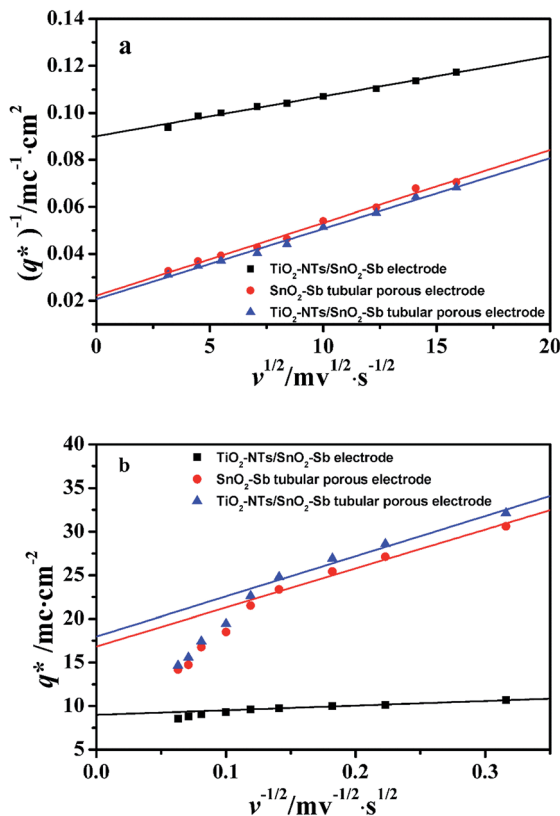 a
0.14
0.12
0.10
0.08
0.06
0.04
0.02
(q*)⁻¹/mc⁻¹·cm²
TiO₂-NTs/SnO₂-Sb electrode
SnO₂-Sb tubular porous electrode
TiO₂-NTs/SnO₂-Sb tubular porous electrode
0 5 10 15 20
v¹/²/mv¹/²·s⁻¹/²
b
40
35
30
25
20
15
10
5
q* /mc·cm⁻²
TiO₂-NTs/SnO₂-Sb electrode
SnO₂-Sb tubular porous electrode
TiO₂-NTs/SnO₂-Sb tubular porous electrode
0.0 0.1 0.2 0.3
v⁻¹/²/mv⁻¹/²·s¹/²